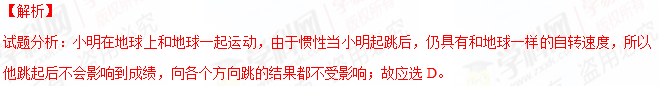 【解析】
试题分析：小明在地球上和地球一起运动，由于惯性当小明起跳后，仍具有和地球一样的自转速度，所以
他跳起后不会影响到成绩，向各个方向跳的结果都不受影响；故应选 D。